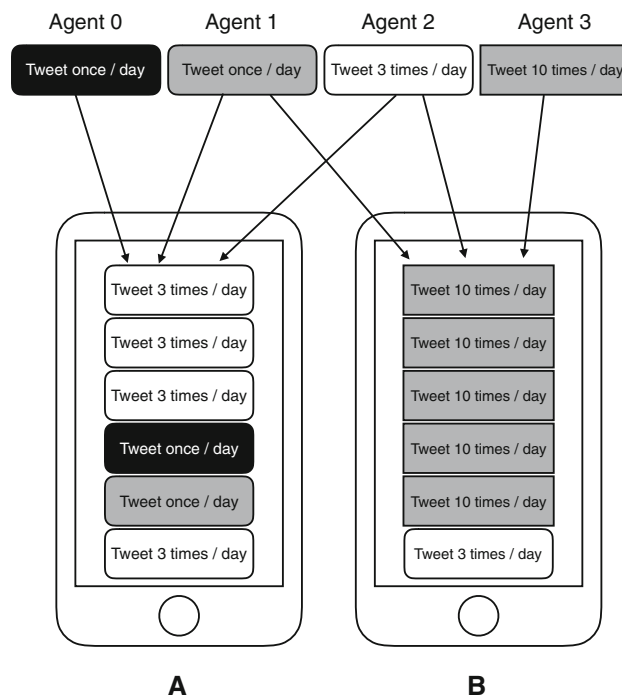 Agent 0 Agent 1 Agent 2 Agent 3
Tweet once / day Tweet once / day Tweet 3 times / day Tweet 10 times / day
Tweet 3 times / day Tweet 10 times / day
Tweet 3 times / day Tweet 10 times / day
Tweet 3 times / day Tweet 10 times / day
Tweet once / day Tweet 10 times / day
Tweet once / day Tweet 10 times / day
Tweet 3 times / day Tweet 3 times / day
A B